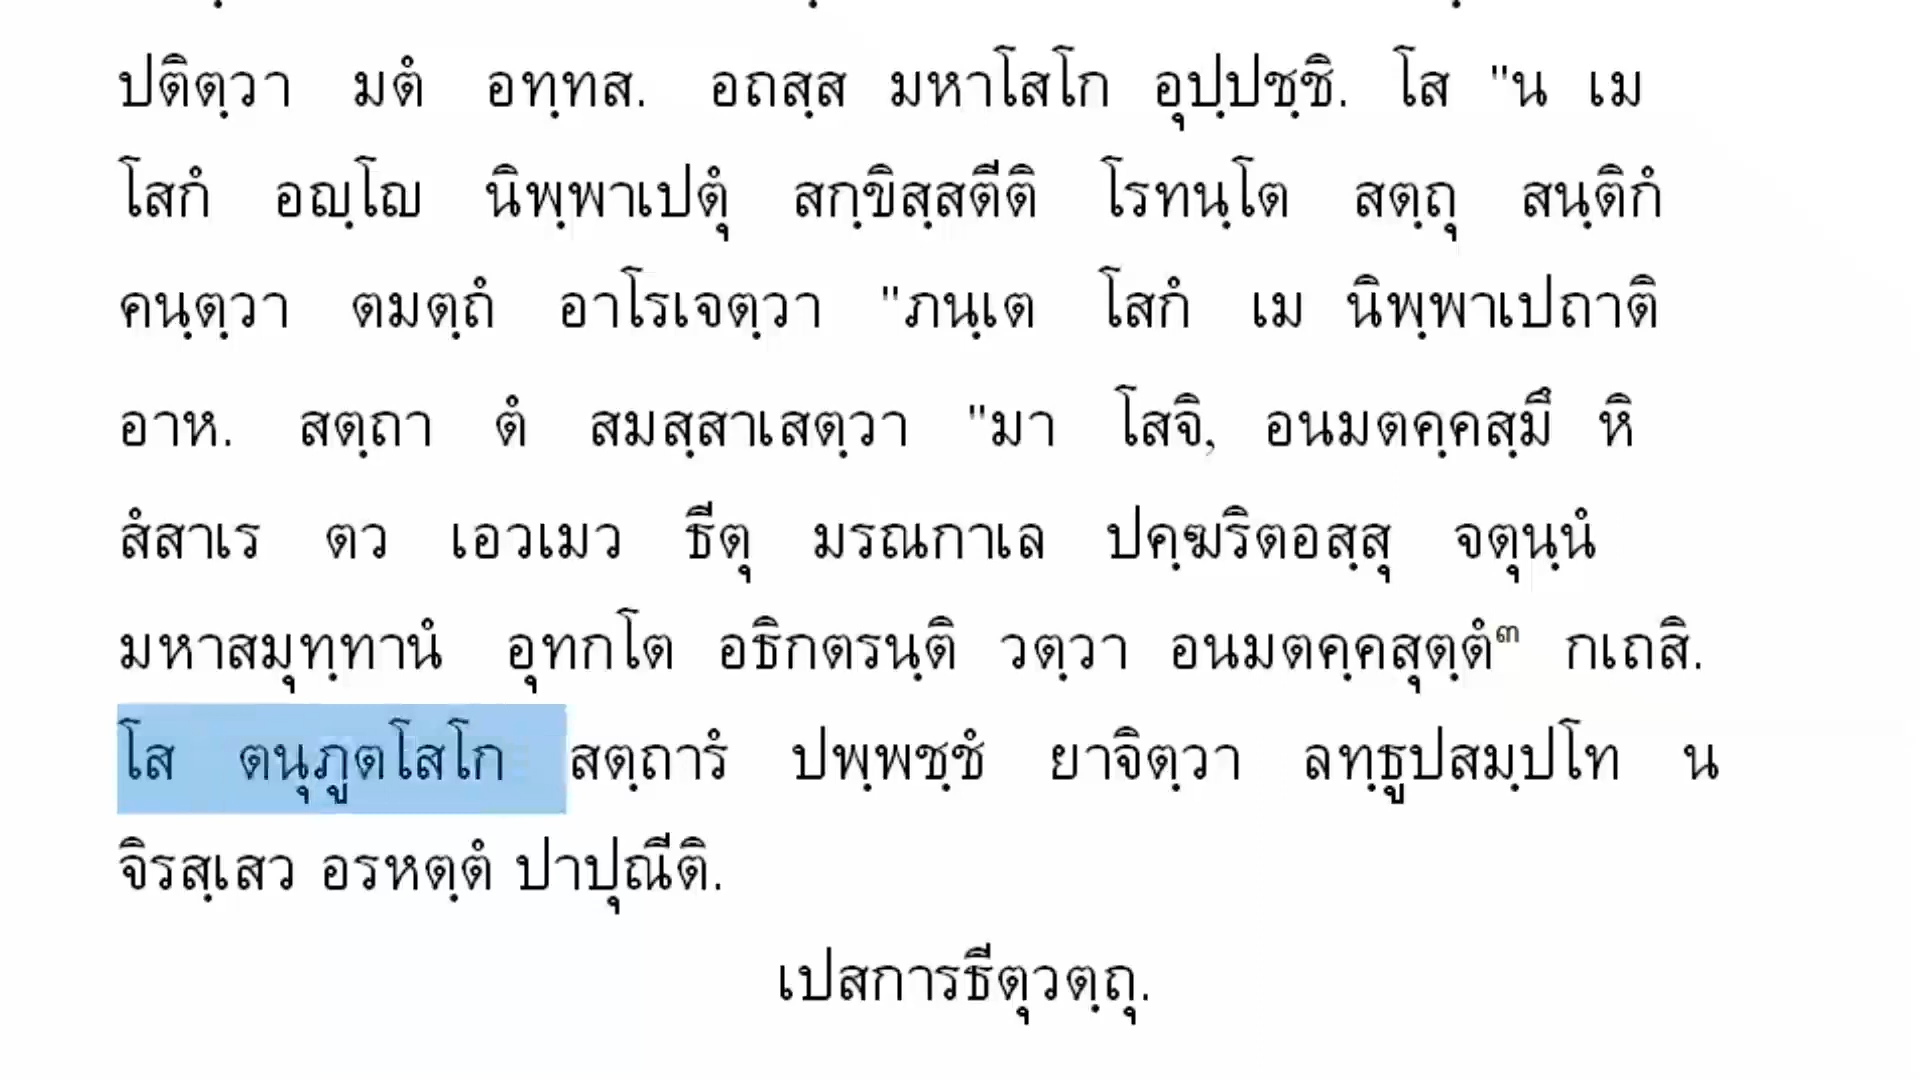 ปติตฺวา มตํ อทฺทส. อถสฺส มหาโสโก อุปฺปชฺชิ. โส "น เม
โสกํ อญฺโญ นิพฺพาเปตุํ สกฺขิสฺสตีติ โรทนฺโต สตฺถุ สนฺติกํ
คนฺตฺวา ตมตฺถํ อาโรเจตฺวา "ภนฺเต โสกํ เม นิพฺพาเปถาติ
อาห. สตฺถา ตํ สมสฺสาเสตฺวา "มา โสจิ, อนมตคฺคสฺมึ หิ
สํสาเร ตว เอวเมว ธีตุ มรณกาเล ปคฺฆริตอสฺสุ จตุนฺนํ
มหาสมุทฺทานํ อุทกโต อธิกตรนฺติ วตฺวา อนมตคฺคสุตฺตํ๓ กเถสิ.
โส ตนุภูตโสโก สตฺถารํ ปพฺพชฺชํ ยาจิตฺวา ลทฺธูปสมฺปโท น
จิรสฺเสว อรหตฺตํ ปาปุณีติ.
เปสการธีตุวตฺถุ.